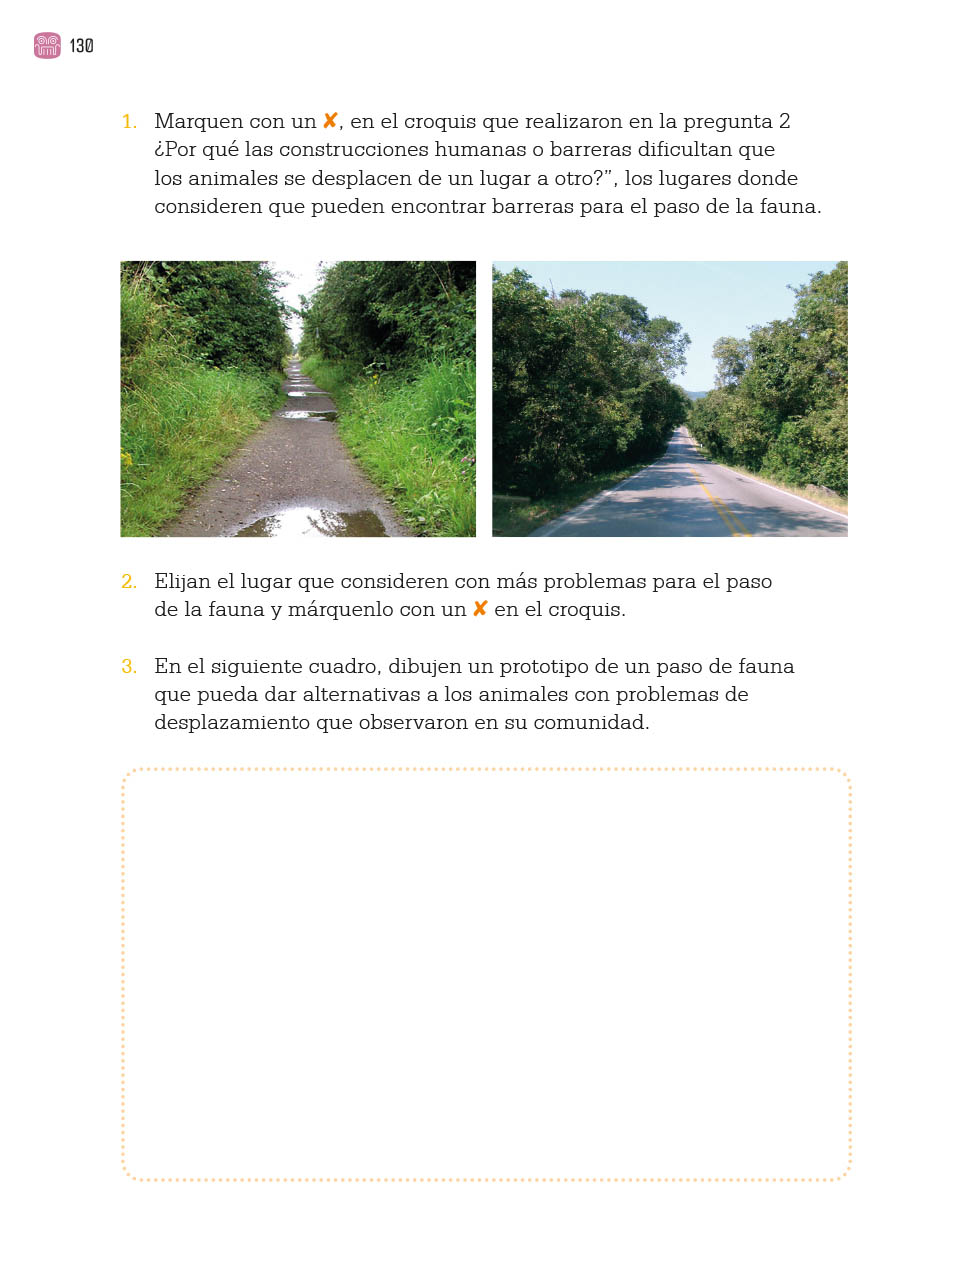 130
1. Marquen con un ✘, en el croquis que realizaron en la pregunta 2
¿Por qué las construcciones humanas o barreras dificultan que
los animales se desplacen de un lugar a otro?”, los lugares donde
consideren que pueden encontrar barreras para el paso de la fauna.
2. Elijan el lugar que consideren con más problemas para el paso
de la fauna y márquenlo con un ✘ en el croquis.
3. En el siguiente cuadro, dibujen un prototipo de un paso de fauna
que pueda dar alternativas a los animales con problemas de
desplazamiento que observaron en su comunidad.